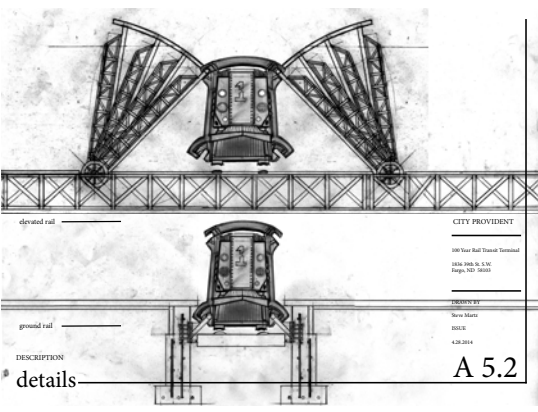 elevated rail
CITY PROVIDENT
100 Year Rail Transit Terminal
1836 39th St. S.W.
Fargo, ND 58103
DRAWN BY
Steve Martz
ground rail
ISSUE
4.28.2014
DESCRIPTION
details
A 5.2